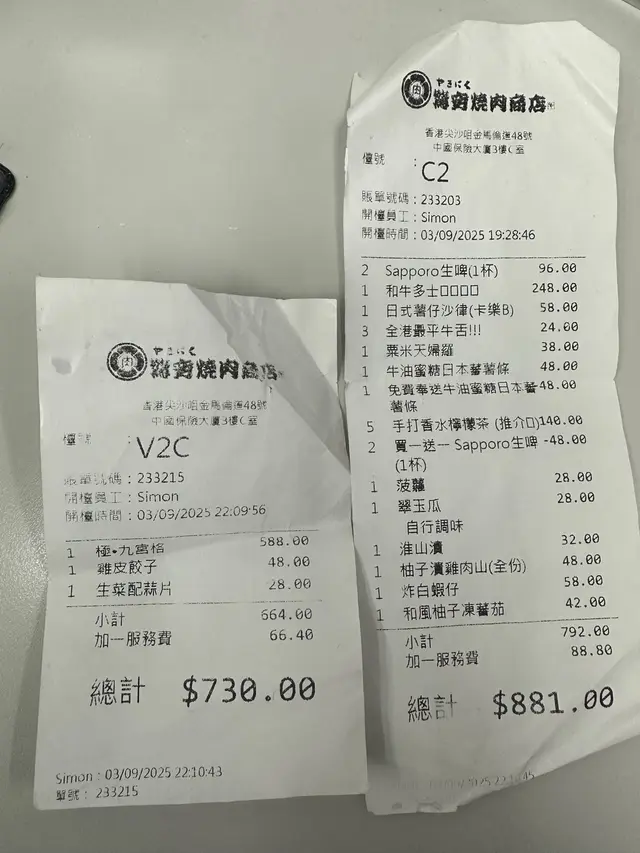 やきにく
燒肉商店
香港尖沙咀金馬倫道48號
中國保險大廈3樓C室
檯號 :
V2C
賬單號碼 : 233215
開檯員工 : Simon
開檯時間 : 03/09/2025 22:09:56
1 極•九宮格 588.00
1 雞皮餃子 48.00
1 生菜配蒜片 28.00
小計 664.00
加一服務費 66.40
總計 $730.00
Simon : 03/09/2025 22:10:43
單號 : 233215
やきにく
燒肉商店
香港尖沙咀金馬倫道48號
中國保險大廈3樓C室
檯號 :
C2
賬單號碼 : 233203
開檯員工 : Simon
開檯時間 : 03/09/2025 19:28:46
2 Sapporo生啤(1杯) 96.00
1 和牛多士□□□□ 248.00
1 日式薯仔沙律(卡樂B) 58.00
3 全港最平牛舌!!! 24.00
1 粟米天婦羅 38.00
1 牛油蜜糖日本蕃薯條 48.00
1 免費奉送牛油蜜糖日本蕃 -48.00
薯條
5 手打香水檸檬茶 (推介□) 140.00
2 買一送一 Sapporo生啤 -48.00
(1杯)
1 菠蘿 28.00
1 翠玉瓜 28.00
自行調味
1 淮山漬 32.00
1 柚子漬雞肉山(全份) 48.00
1 炸白蝦仔 58.00
1 和風柚子凍蕃茄 42.00
小計 792.00
加一服務費 88.80
總計 $881.00